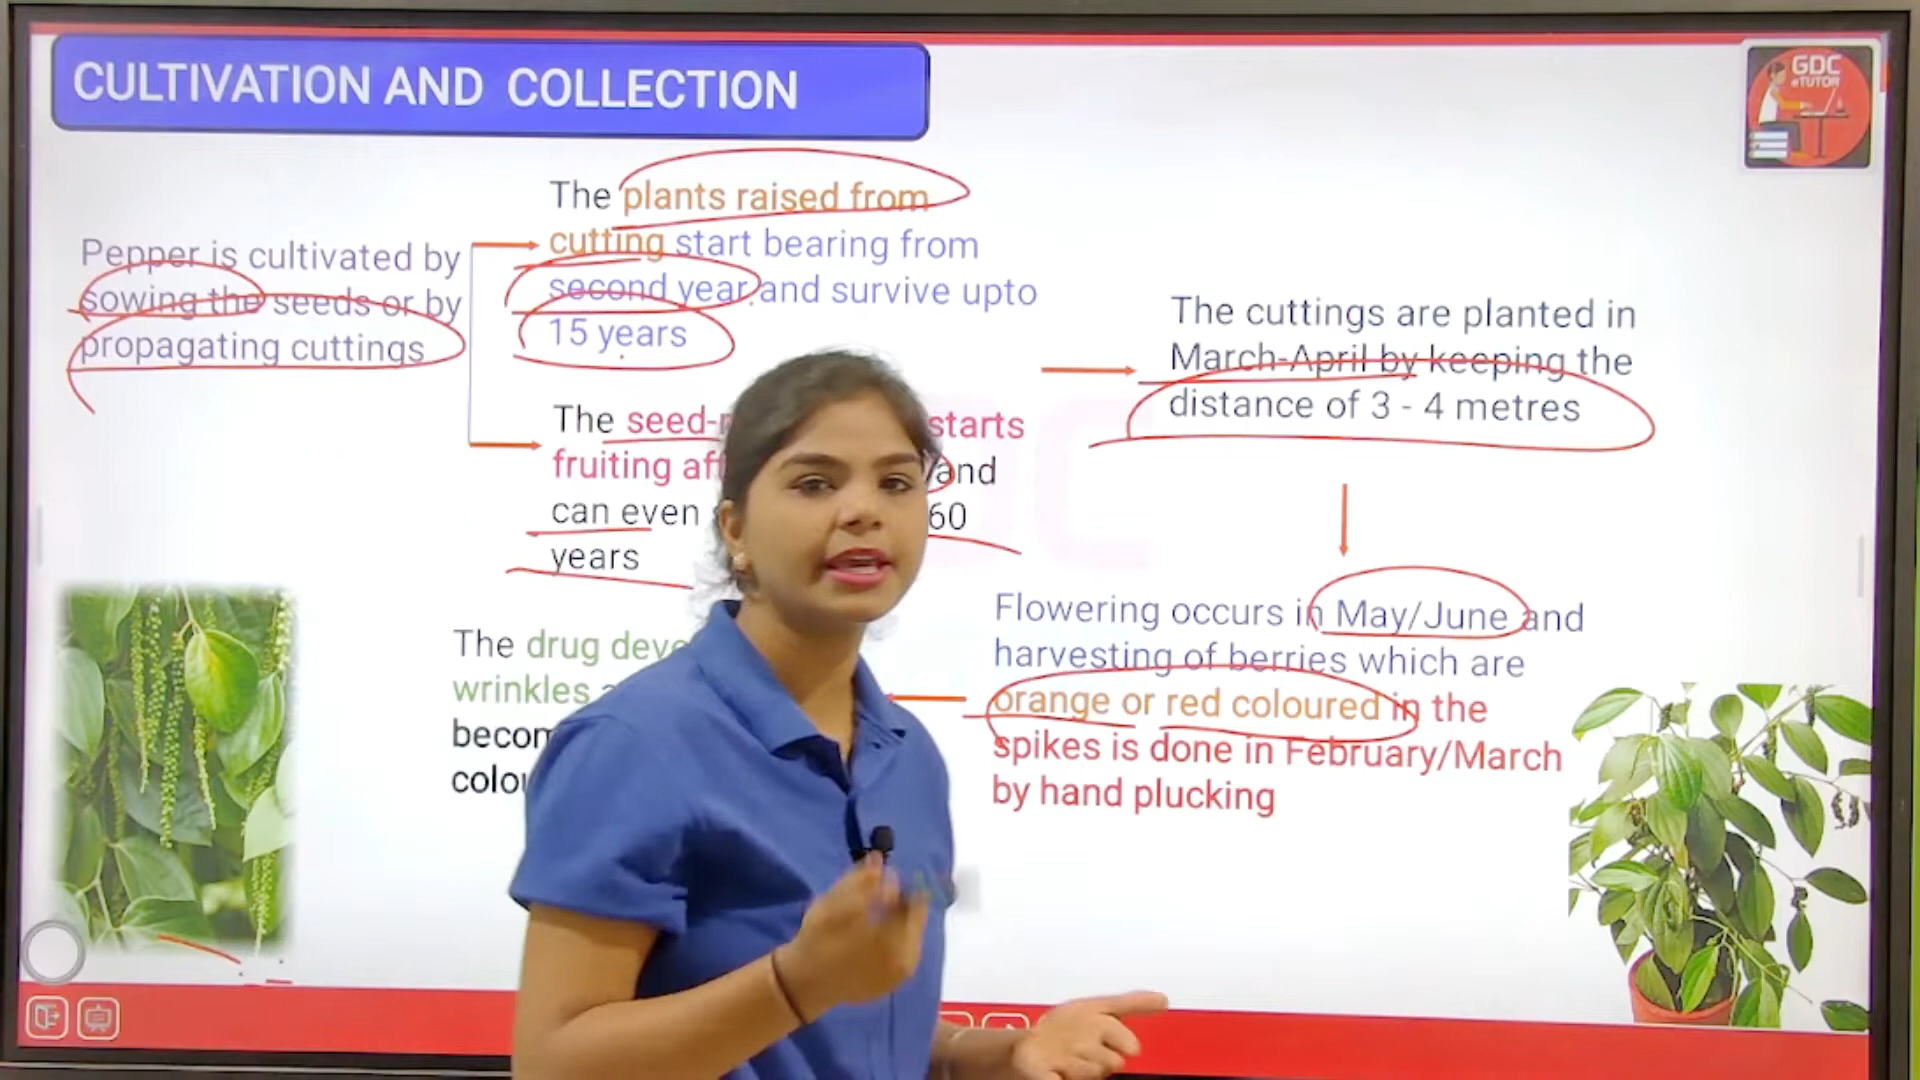 CULTIVATION AND COLLECTION
GDC
eTUTOR
Pepper is cultivated by
sowing the seeds or by
propagating cuttings
The plants raised from
cutting start bearing from
second year and survive upto
15 years
The seed- starts
fruiting and
can even 60
years
The cuttings are planted in
March-April by keeping the
distance of 3 - 4 metres
Flowering occurs in May/June and
harvesting of berries which are
orange or red coloured in the
spikes is done in February/March
by hand plucking
The drug
wrinkles